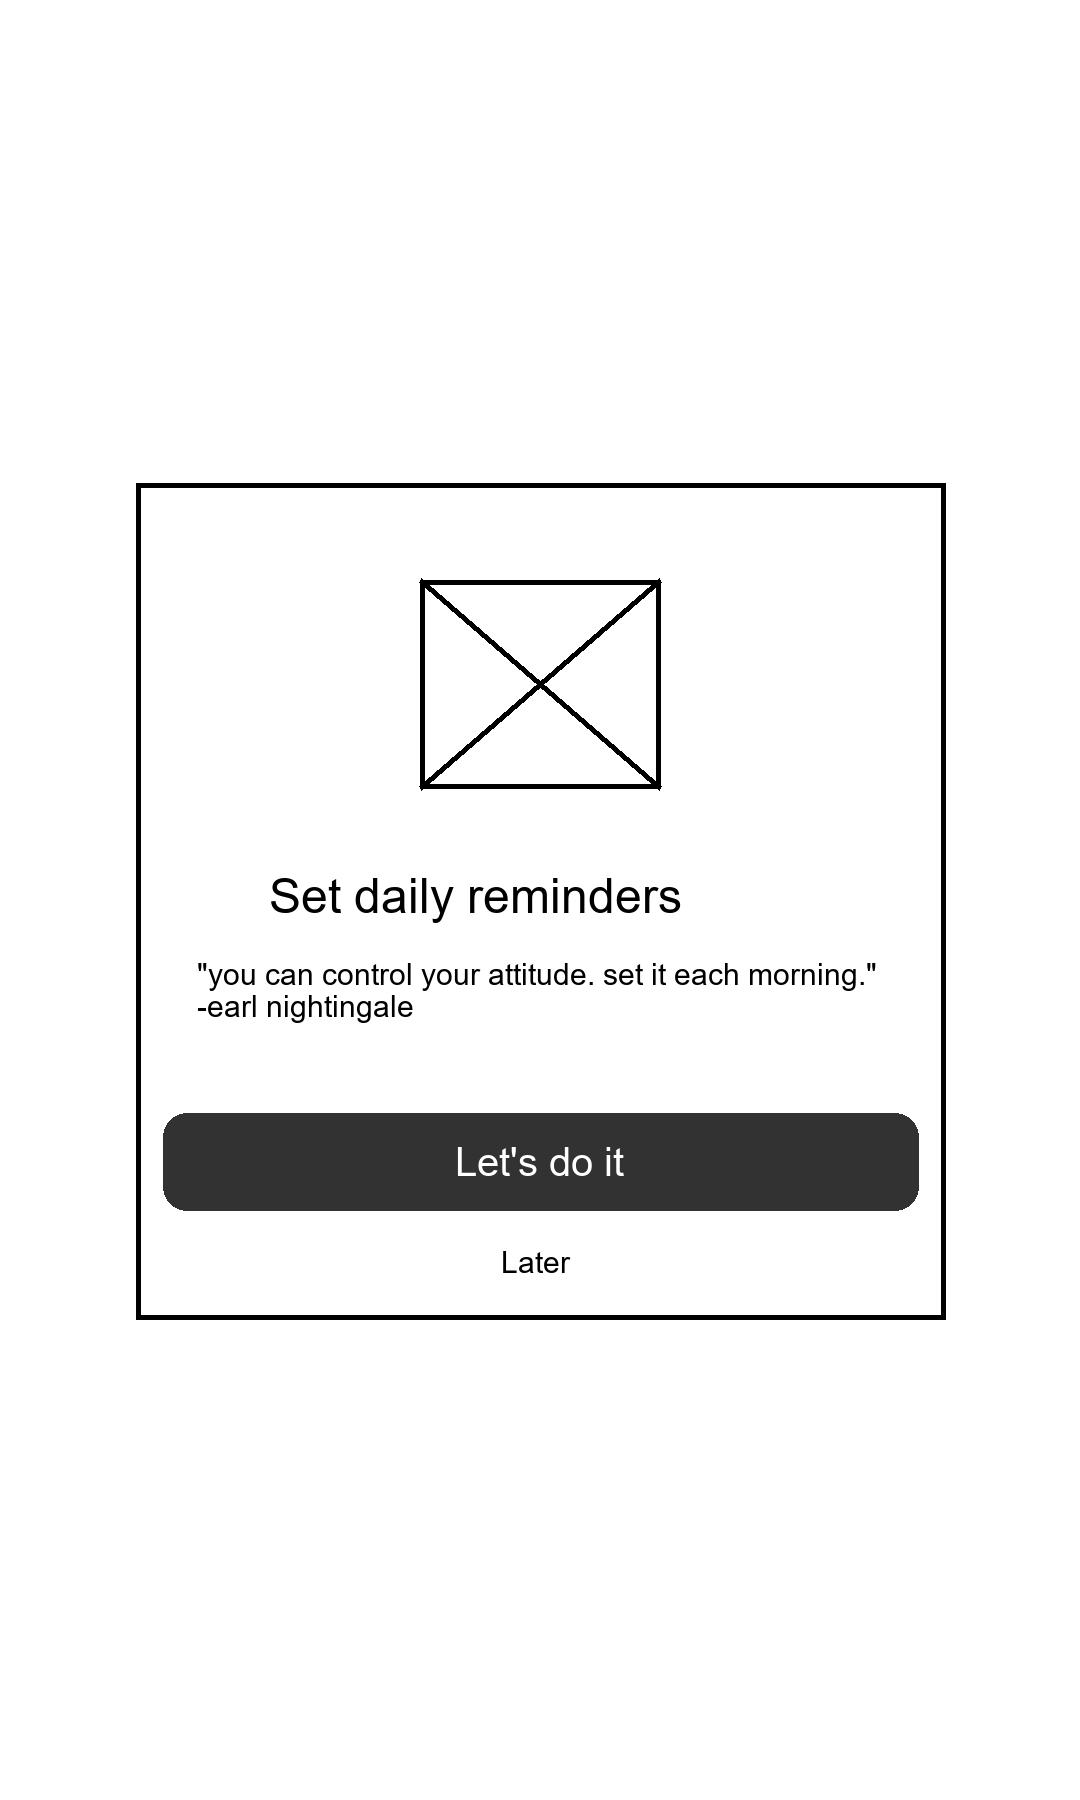 Set daily reminders
"you can control your attitude. set it each morning."
-earl nightingale
Let's do it
Later